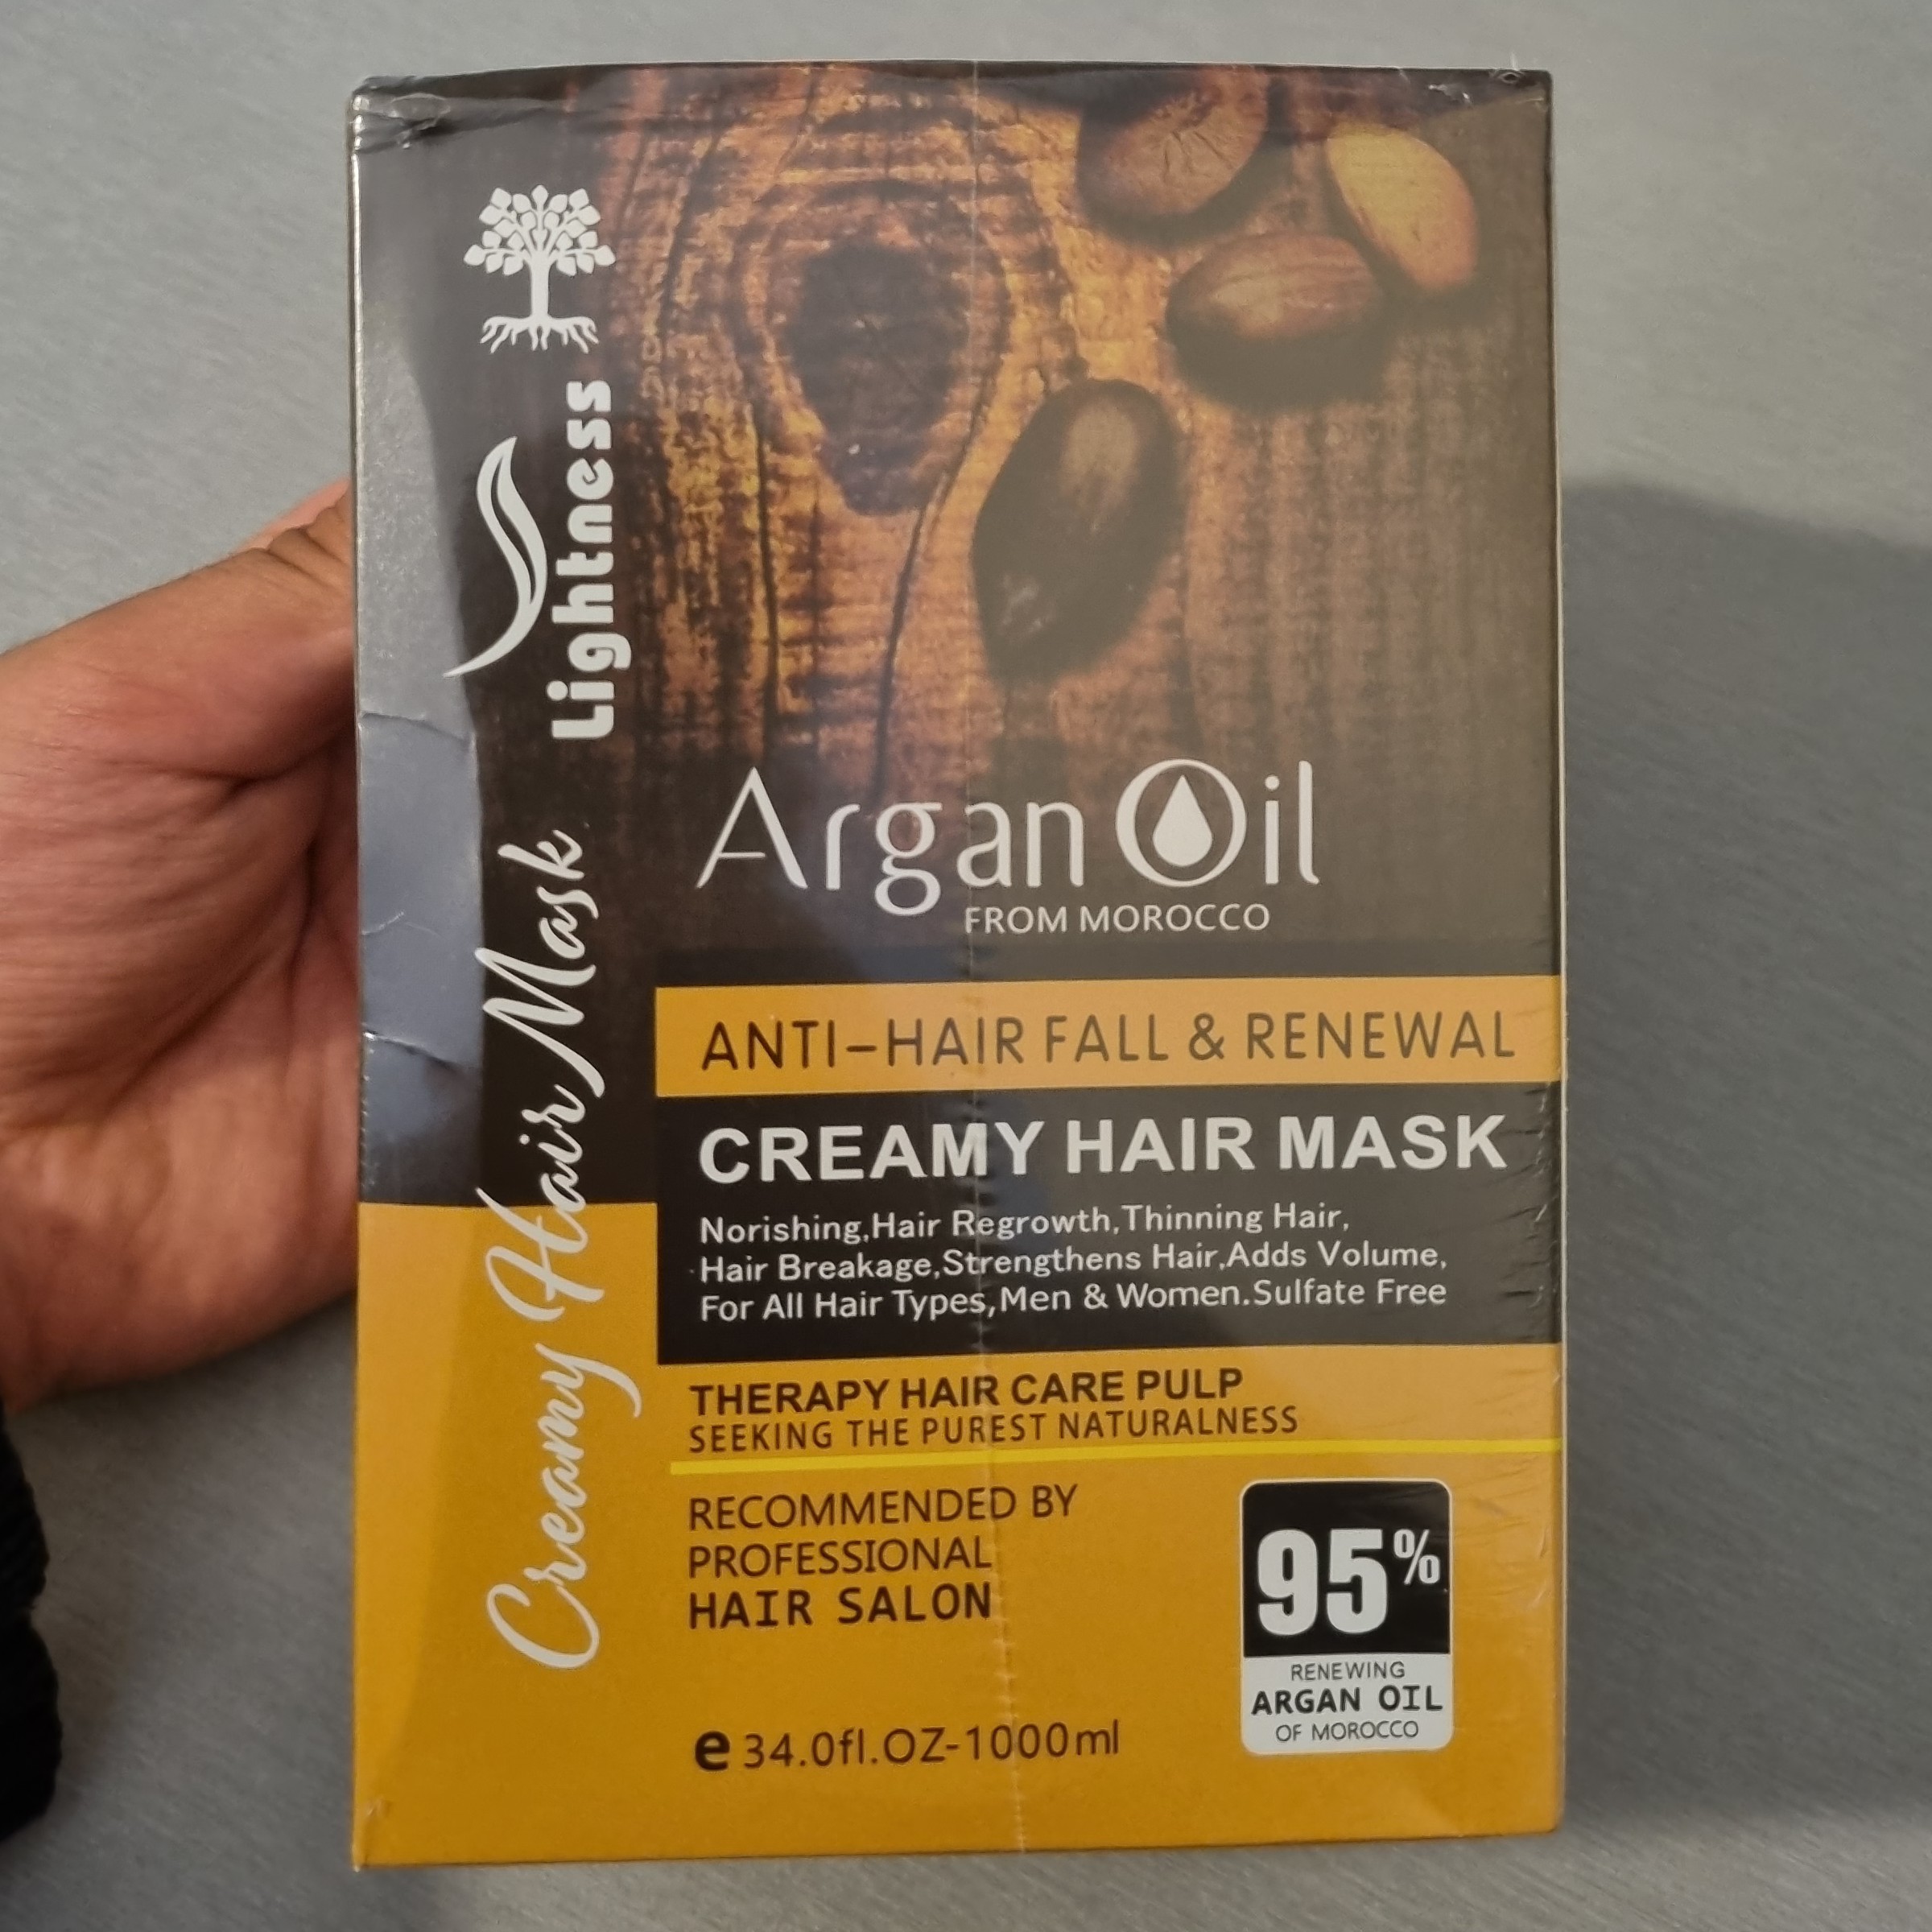 Lightness
Creamy Hair Mask
Argan Oil
FROM MOROCCO
ANTI-HAIR FALL & RENEWAL
CREAMY HAIR MASK
Norishing,Hair Regrowth,Thinning Hair,
Hair Breakage,Strengthens Hair,Adds Volume,
For All Hair Types,Men & Women.Sulfate Free
THERAPY HAIR CARE PULP
SEEKING THE PUREST NATURALNESS
RECOMMENDED BY
PROFESSIONAL
HAIR SALON
95%
RENEWING
ARGAN OIL
OF MOROCCO
e 34.0fl.OZ-1000ml